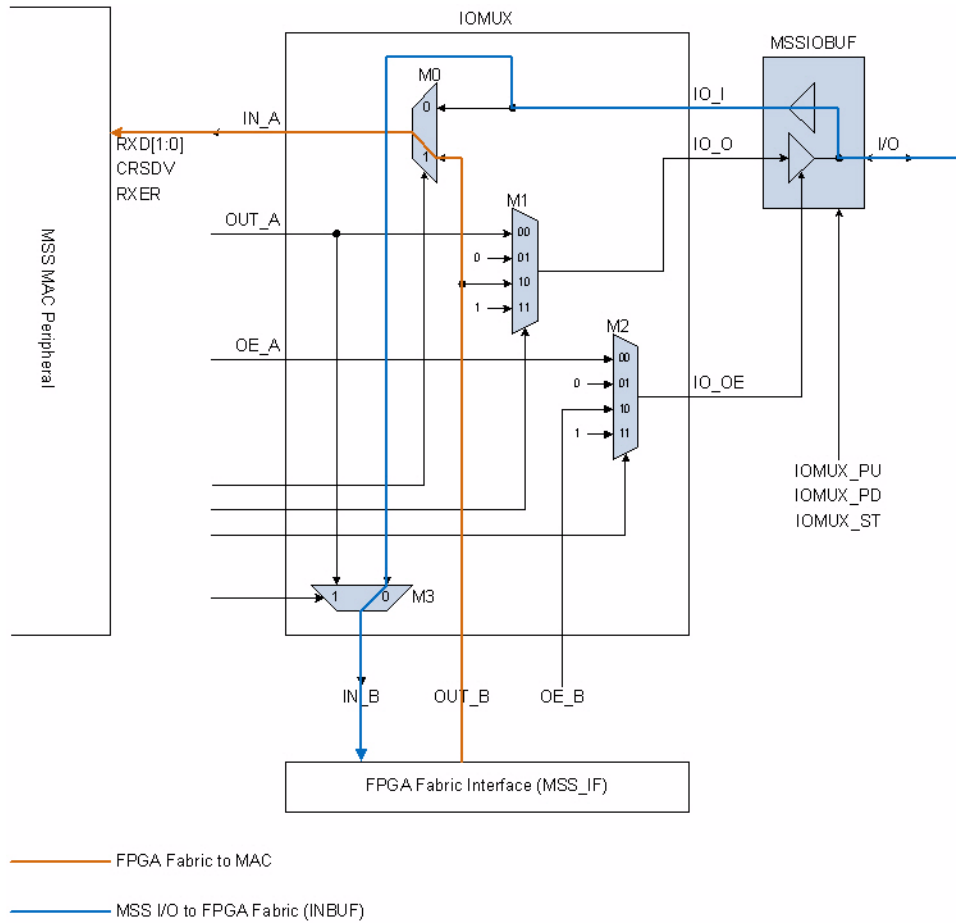 IOMUX
MSSIOBUF
M0
0
1
IO_I
IN_A
IO_O
I/O
RXD[1:0]
CRSDV
RXER
M1
OUT_A
00
0
01
10
1
11
M2
OE_A
00
0
01
IO_OE
10
1
11
MSS MAC Peripheral
IOMUX_PU
IOMUX_PD
IOMUX_ST
1
0
M3
IN_B
OUT_B
OE_B
FPGA Fabric Interface (MSS_IF)
FPGA Fabric to MAC
MSS I/O to FPGA Fabric (INBUF)